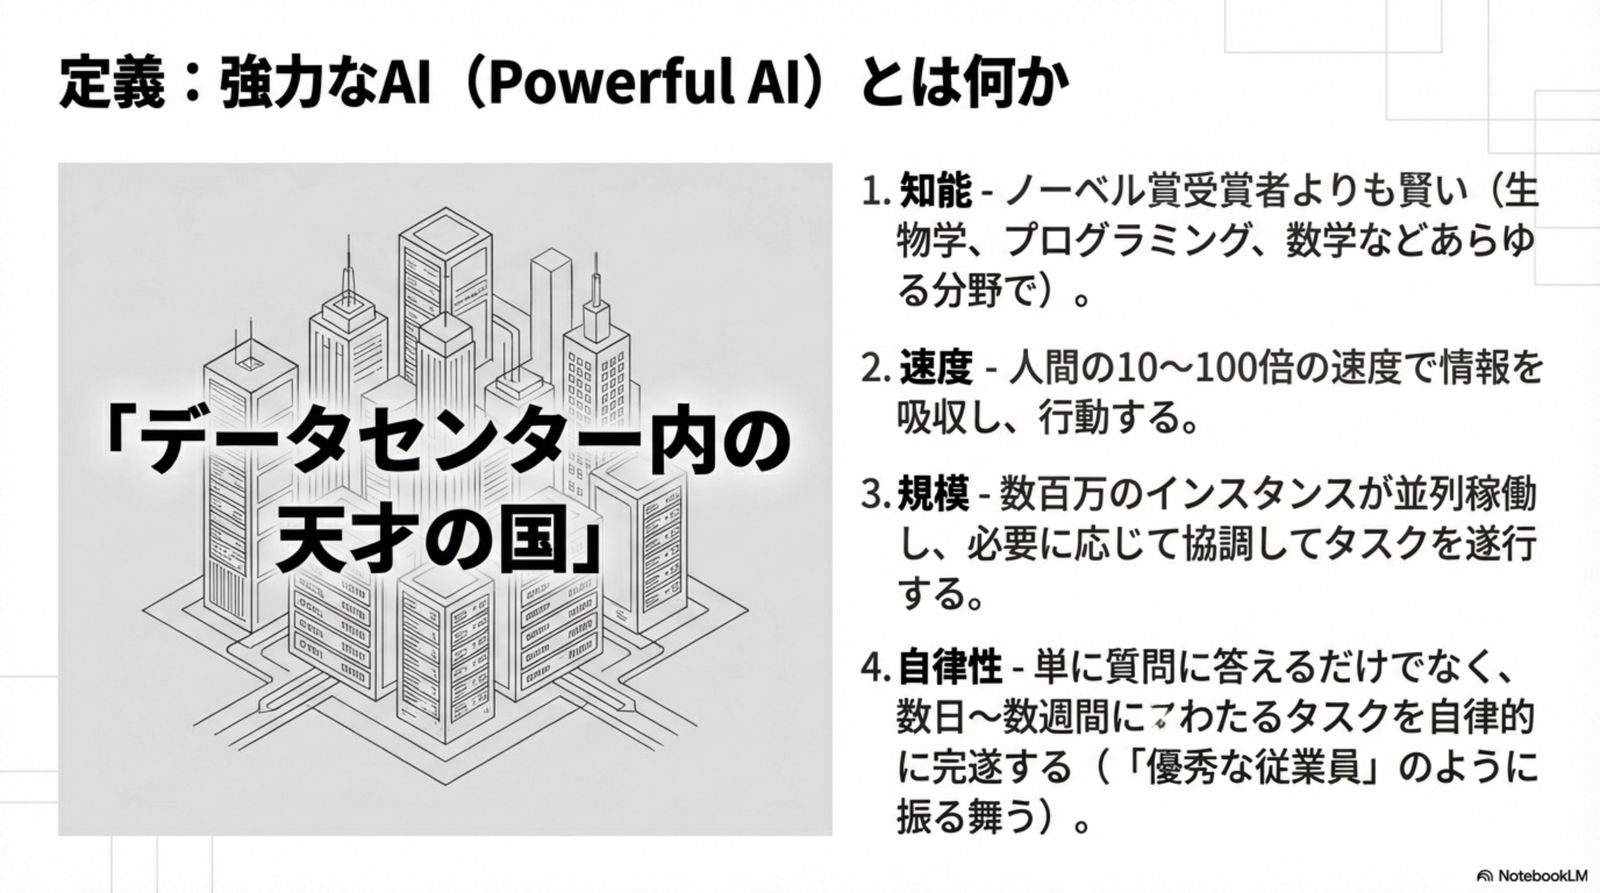 定義：強力なAI（Powerful AI）とは何か
「データセンター内の
天才の国」
1. 知能 - ノーベル賞受賞者よりも賢い（生
物学、プログラミング、数学などあらゆ
る分野で）。
2. 速度 - 人間の10～100倍の速度で情報を
吸収し、行動する。
3. 規模 - 数百万のインスタンスが並列稼働
し、必要に応じて協調してタスクを遂行
する。
4. 自律性 - 単に質問に答えるだけでなく、
数日～数週間にわたるタスクを自律的
に完遂する（「優秀な従業員」のように
振る舞う）。
NotebookLM